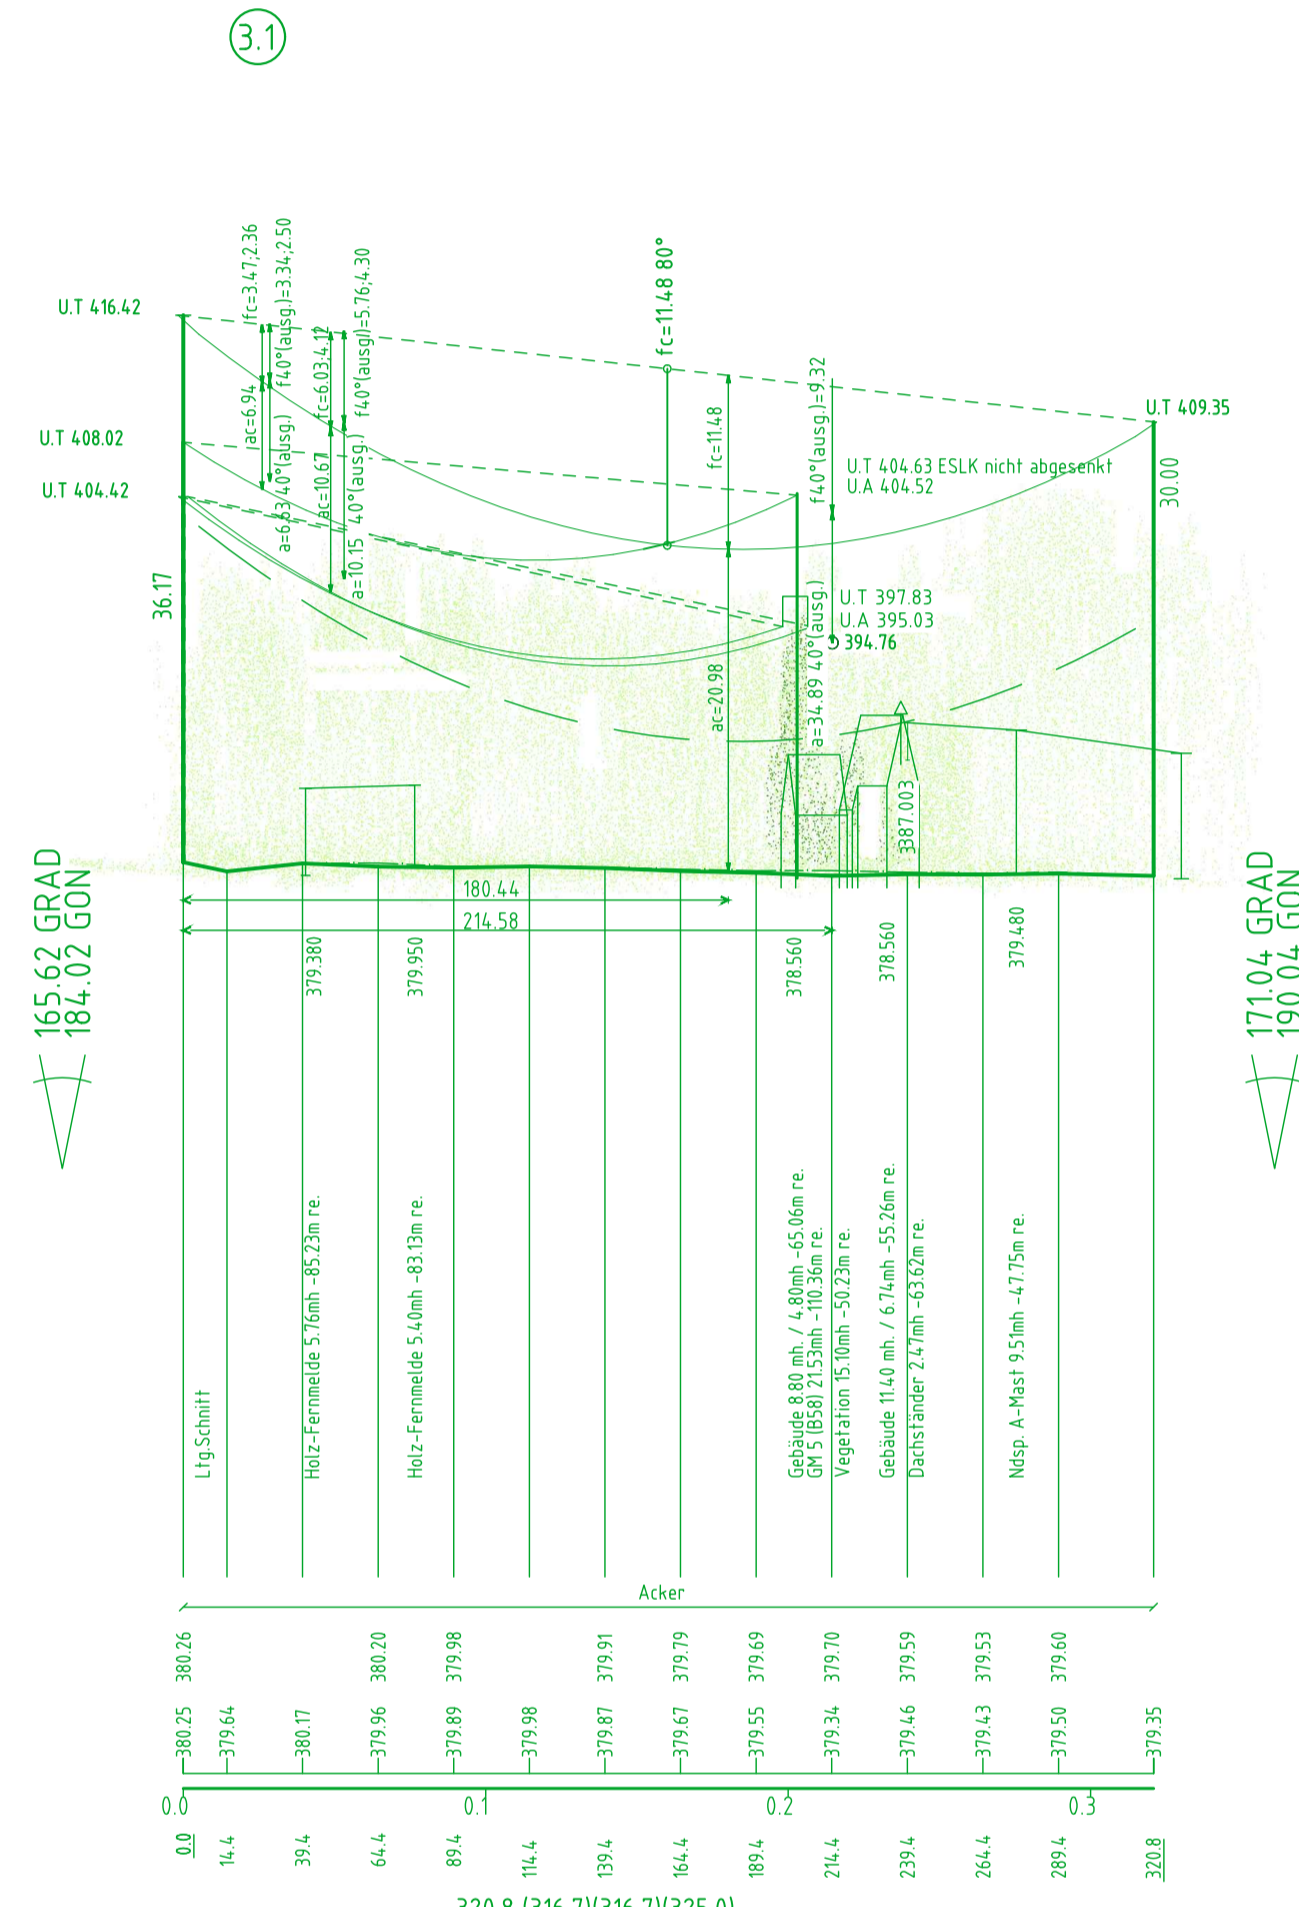 3.1
fc=3.47;2.36
f40°(ausg.)=3.34;2.50
fc=6.03;4.12
f40°(ausg.)=5.76;4.30
fc=11.48 80°
U.T 416.42
U.T 409.35
ac=6.94
a=6.63 40°(ausg.)
ac=10.67
a=10.15 40°(ausg.)
fc=11.48
f40°(ausg.)=9.32
U.T 408.02
U.T 404.63 ESLK nicht abgesenkt
U.A 404.52
U.T 404.42
30.00
36.17
U.T 397.83
U.A 395.03
394.76
ac=20.98
a=34.89 40°(ausg.)
3387.003
180.44
214.58
165.62 GRAD
184.02 GON
171.04 GRAD
190.04 GON
379.380
379.950
378.560
378.560
379.480
Ltg.Schnitt
Holz-Fernmelde 5.76mh -85.23m re.
Holz-Fernmelde 5.40mh -83.13m re.
Gebäude 8.80 mh. / 4.80mh -65.06m re.
GM 5 (B58) 21.53mh -110.36m re.
Vegetation 15.10mh -50.23m re.
Gebäude 11.40 mh. / 6.74mh -55.26m re.
Dachständer 2.47mh -63.62m re.
Ndsp. A-Mast 9.51mh -47.75m re.
Acker
380.26 380.20 379.98 379.91 379.79 379.69 379.70 379.59 379.53 379.60
380.25 379.64 380.17 379.96 379.89 379.98 379.87 379.67 379.55 379.34 379.46 379.43 379.50 379.35
0.0 0.1 0.2 0.3
0.0 14.4 39.4 64.4 89.4 114.4 139.4 164.4 189.4 214.4 239.4 264.4 289.4 320.8
320.8 (316.7)(316.7)(325.0)